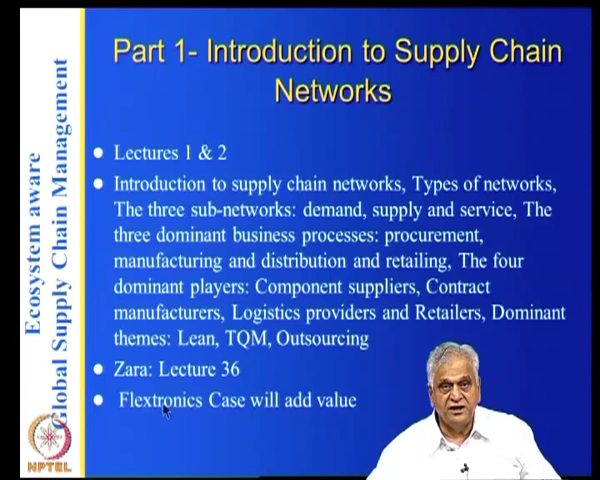 Part 1- Introduction to Supply Chain
Networks
Lectures 1 & 2
Introduction to supply chain networks, Types of networks,
The three sub-networks: demand, supply and service, The
three dominant business processes: procurement,
manufacturing and distribution and retailing, The four
dominant players: Component suppliers, Contract
manufacturers, Logistics providers and Retailers, Dominant
themes: Lean, TQM, Outsourcing
Zara: Lecture 36
Flextronics Case will add value
Ecosystem aware
Global Supply Chain Management
NPTEL